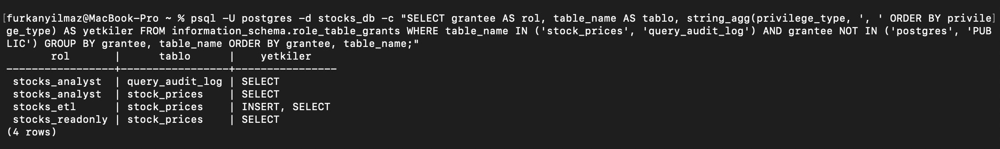 [furkanyilmaz@MacBook-Pro ~ % psql -U postgres -d stocks_db -c "SELECT grantee AS rol, table_name AS tablo, string_agg(privilege_type, ', ' ORDER BY privile]
ge_type) AS yetkiler FROM information_schema.role_table_grants WHERE table_name IN ('stock_prices', 'query_audit_log') AND grantee NOT IN ('postgres', 'PUB
LIC') GROUP BY grantee, table_name ORDER BY grantee, table_name;"
       rol       |      tablo      |    yetkiler
-----------------+-----------------+----------------
 stocks_analyst  | query_audit_log | SELECT
 stocks_analyst  | stock_prices    | SELECT
 stocks_etl      | stock_prices    | INSERT, SELECT
 stocks_readonly | stock_prices    | SELECT
(4 rows)